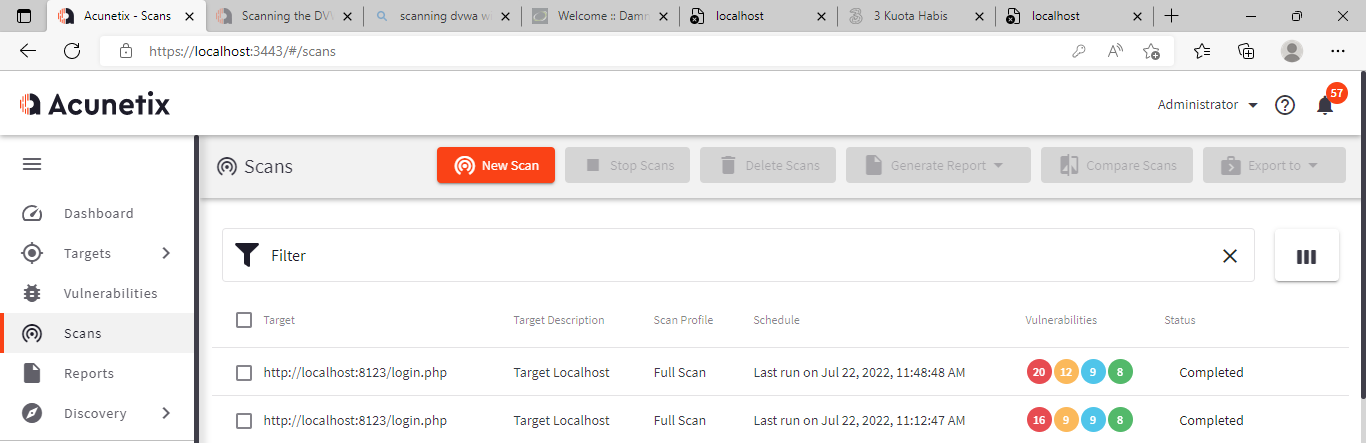 Acunetix - Scans
Scanning the DV
scanning dvwa w
Welcome :: Damn
localhost
3 Kuota Habis
localhost
https://localhost:3443/#/scans
Acunetix
Administrator
57
Scans
New Scan
Stop Scans
Delete Scans
Generate Report
Compare Scans
Export to
Dashboard
Targets
Vulnerabilities
Scans
Reports
Discovery
Filter
Target Target Description Scan Profile Schedule Vulnerabilities Status
http://localhost:8123/login.php Target Localhost Full Scan Last run on Jul 22, 2022, 11:48:48 AM 20 12 9 8 Completed
http://localhost:8123/login.php Target Localhost Full Scan Last run on Jul 22, 2022, 11:12:47 AM 16 9 9 8 Completed